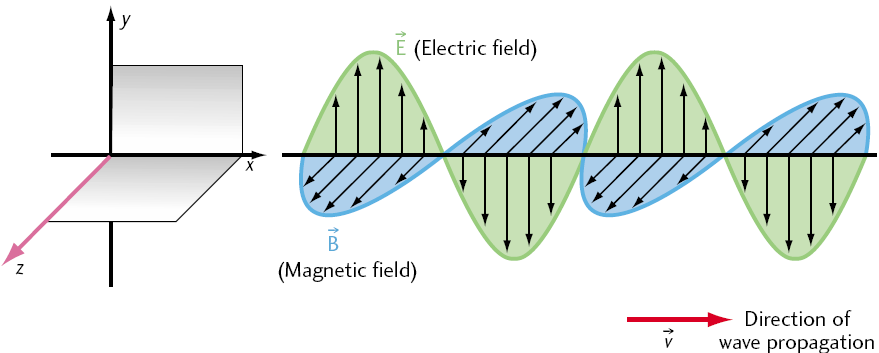 y
x
z
E⃗ (Electric field)
B⃗
(Magnetic field)
Direction of
v⃗ wave propagation